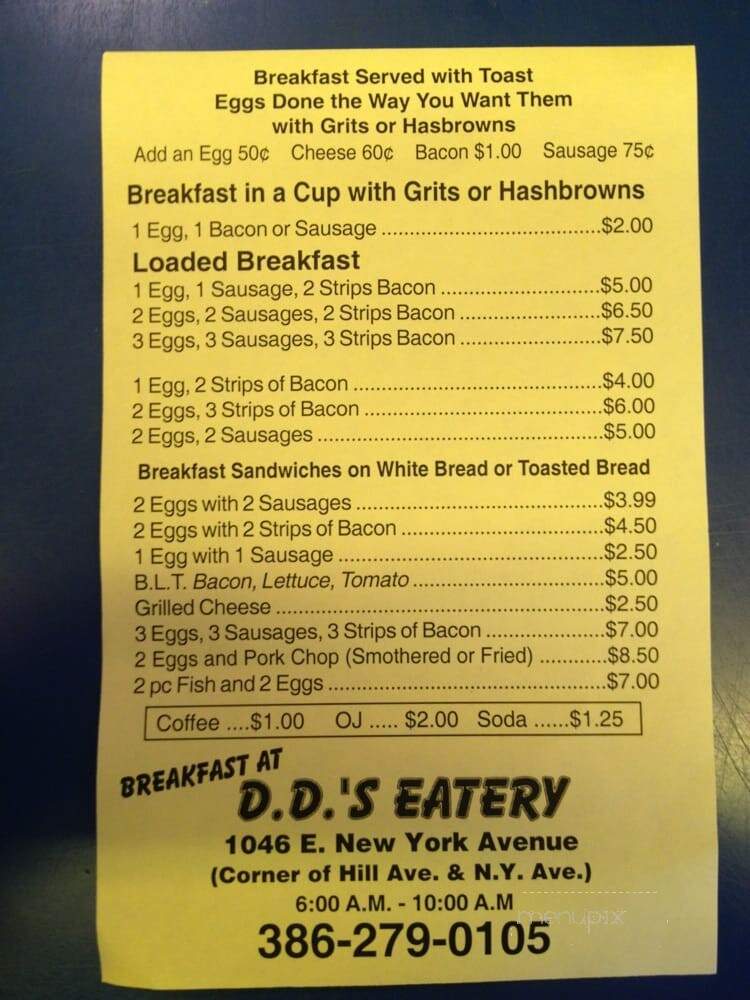 Breakfast Served with Toast
Eggs Done the Way You Want Them
with Grits or Hasbrowns
Add an Egg 50¢ Cheese 60¢ Bacon $1.00 Sausage 75¢
Breakfast in a Cup with Grits or Hashbrowns
1 Egg, 1 Bacon or Sausage ......................................$2.00
Loaded Breakfast
1 Egg, 1 Sausage, 2 Strips Bacon ...........................$5.00
2 Eggs, 2 Sausages, 2 Strips Bacon ........................$6.50
3 Eggs, 3 Sausages, 3 Strips Bacon ........................$7.50
1 Egg, 2 Strips of Bacon ..........................................$4.00
2 Eggs, 3 Strips of Bacon ........................................$6.00
2 Eggs, 2 Sausages ................................................$5.00
Breakfast Sandwiches on White Bread or Toasted Bread
2 Eggs with 2 Sausages ..........................................$3.99
2 Eggs with 2 Strips of Bacon ..................................$4.50
1 Egg with 1 Sausage .............................................$2.50
B.L.T. Bacon, Lettuce, Tomato ................................$5.00
Grilled Cheese ........................................................$2.50
3 Eggs, 3 Sausages, 3 Strips of Bacon ....................$7.00
2 Eggs and Pork Chop (Smothered or Fried) ............$8.50
2 pc Fish and 2 Eggs ...............................................$7.00
Coffee ....$1.00 OJ ..... $2.00 Soda ......$1.25
BREAKFAST AT
D.D.'S EATERY
1046 E. New York Avenue
(Corner of Hill Ave. & N.Y. Ave.)
6:00 A.M. - 10:00 A.M
menupix
386-279-0105